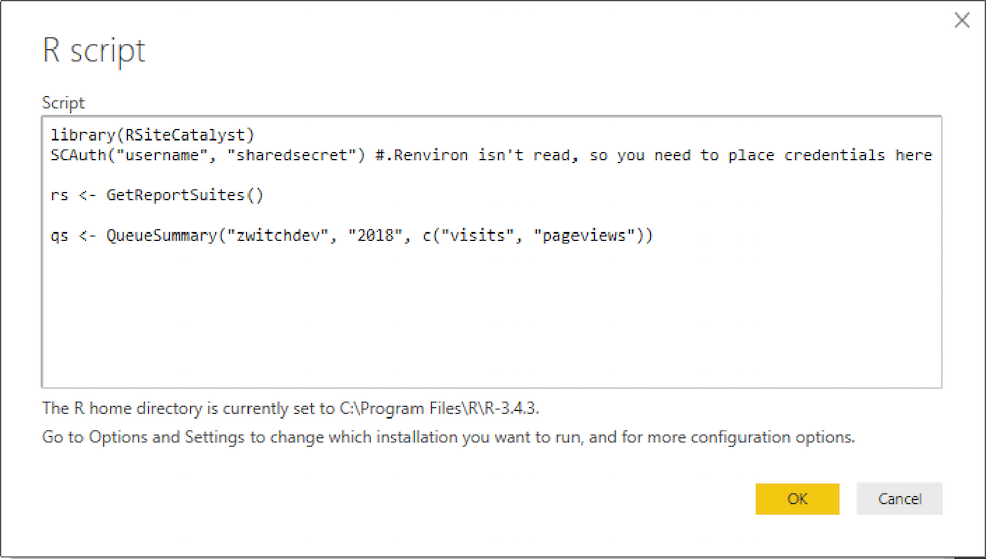 R script
Script
library(RSiteCatalyst)
SCAuth("username", "sharedsecret") #.Renviron isn't read, so you need to place credentials here
rs <- GetReportSuites()
qs <- QueueSummary("zwitchdev", "2018", c("visits", "pageviews"))
The R home directory is currently set to C:\Program Files\R\R-3.4.3.
Go to Options and Settings to change which installation you want to run, and for more configuration options.
OK Cancel